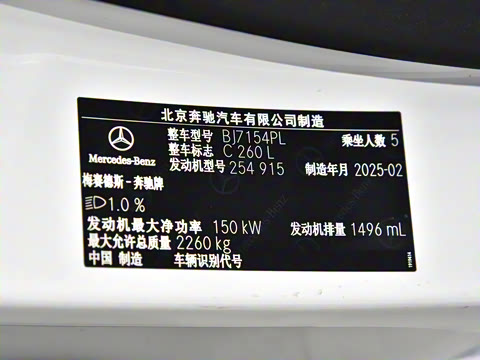 北京奔驰汽车有限公司制造
整车型号 BJ7154PL 乘坐人数 5
整车标志 C 260 L
Mercedes-Benz 发动机型号 254 915 制造年月 2025-02
梅赛德斯-奔驰牌
1.0 %
发动机最大净功率 150 kW 发动机排量 1496 mL
最大允许总质量 2260 kg
中国 制造 车辆识别代号